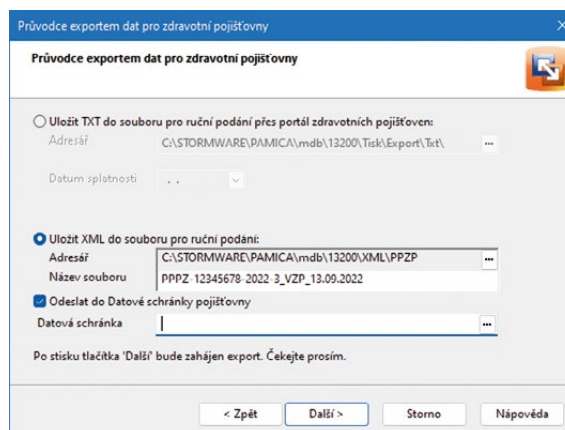 Průvodce exportem dat pro zdravotní pojišťovny
Průvodce exportem dat pro zdravotní pojišťovny
Uložit TXT do souboru pro ruční podání přes portál zdravotních pojišťoven:
Adresář C:\STORMWARE\PAMICA\mdb\13200\Tisk\Export\Txt\ ...
Datum splatnosti . .
Uložit XML do souboru pro ruční podání:
Adresář C:\STORMWARE\PAMICA\mdb\13200\XML\PPZP ...
Název souboru PPPZ-12345678-2022-3_VZP_13.09.2022
Odeslat do Datové schránky pojišťovny
Datová schránka ...
Po stisku tlačítka 'Další' bude zahájen export. Čekejte prosím.
< Zpět Další > Storno Nápověda